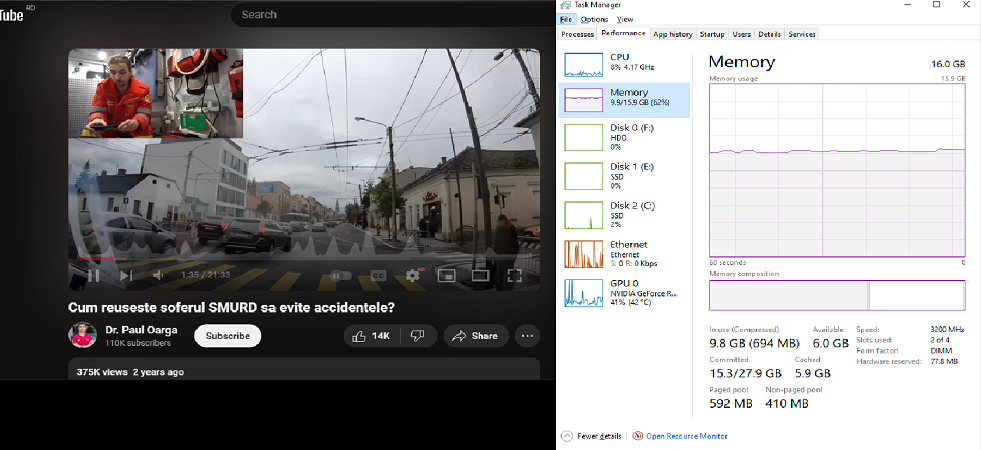 Tube RO
Search
1:35 / 21:33
CC
HD
Cum reuseste soferul SMURD sa evite accidentele?
Dr. Paul Oarga
110K subscribers
Subscribe
14K
Share
375K views 2 years ago
Task Manager
File Options View
Processes Performance App history Startup Users Details Services
CPU
8% 4.17 GHz
Memory
9.9/15.9 GB (62%)
Disk 0 (F:)
HDD
0%
Disk 1 (E:)
SSD
0%
Disk 2 (C:)
SSD
2%
Ethernet
S: 0 R: 0 Kbps
GPU 0
NVIDIA GeForce R...
41% (42 °C)
Memory 16.0 GB
Memory usage 15.9 GB
60 seconds 0
Memory composition
In use (Compressed) Available
9.8 GB (694 MB) 6.0 GB
Committed Cached
15.3/27.9 GB 5.9 GB
Paged pool Non-paged pool
592 MB 410 MB
Speed: 3200 MHz
Slots used: 2 of 4
Form factor: DIMM
Hardware reserved: 77.8 MB
Fewer details Open Resource Monitor